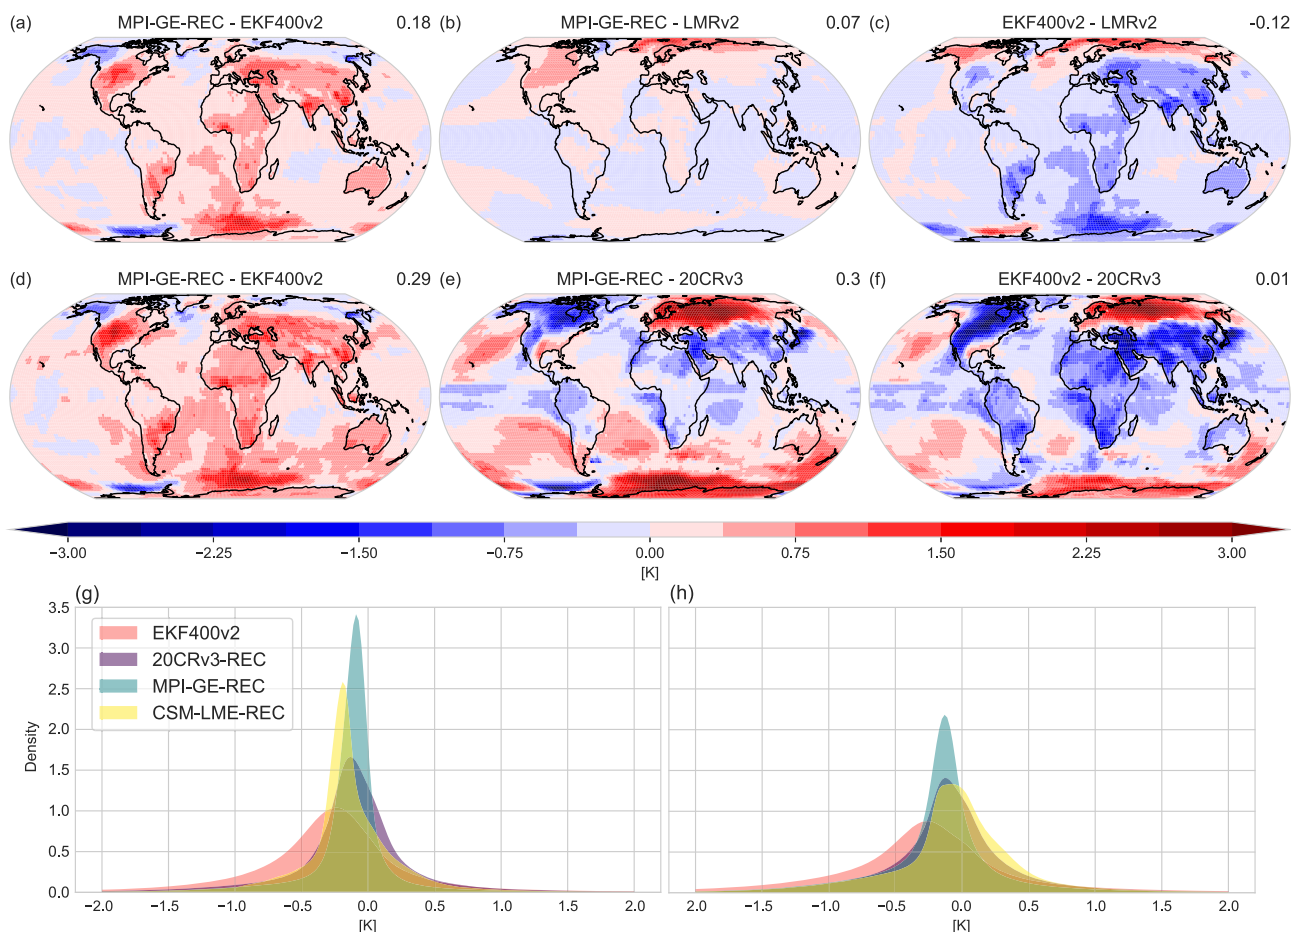 (a) MPI-GE-REC - EKF400v2 0.18
(b) MPI-GE-REC - LMRv2 0.07
(c) EKF400v2 - LMRv2 -0.12
(d) MPI-GE-REC - EKF400v2 0.29
(e) MPI-GE-REC - 20CRv3 0.3
(f) EKF400v2 - 20CRv3 0.01
−3.00 −2.25 −1.50 −0.75 0.00 0.75 1.50 2.25 3.00
[K]
(g)
3.5
3.0
2.5
2.0
1.5
1.0
0.5
0.0
Density
EKF400v2
20CRv3-REC
MPI-GE-REC
CSM-LME-REC
−2.0 −1.5 −1.0 −0.5 0.0 0.5 1.0 1.5 2.0
[K]
(h)
−2.0 −1.5 −1.0 −0.5 0.0 0.5 1.0 1.5 2.0
[K]